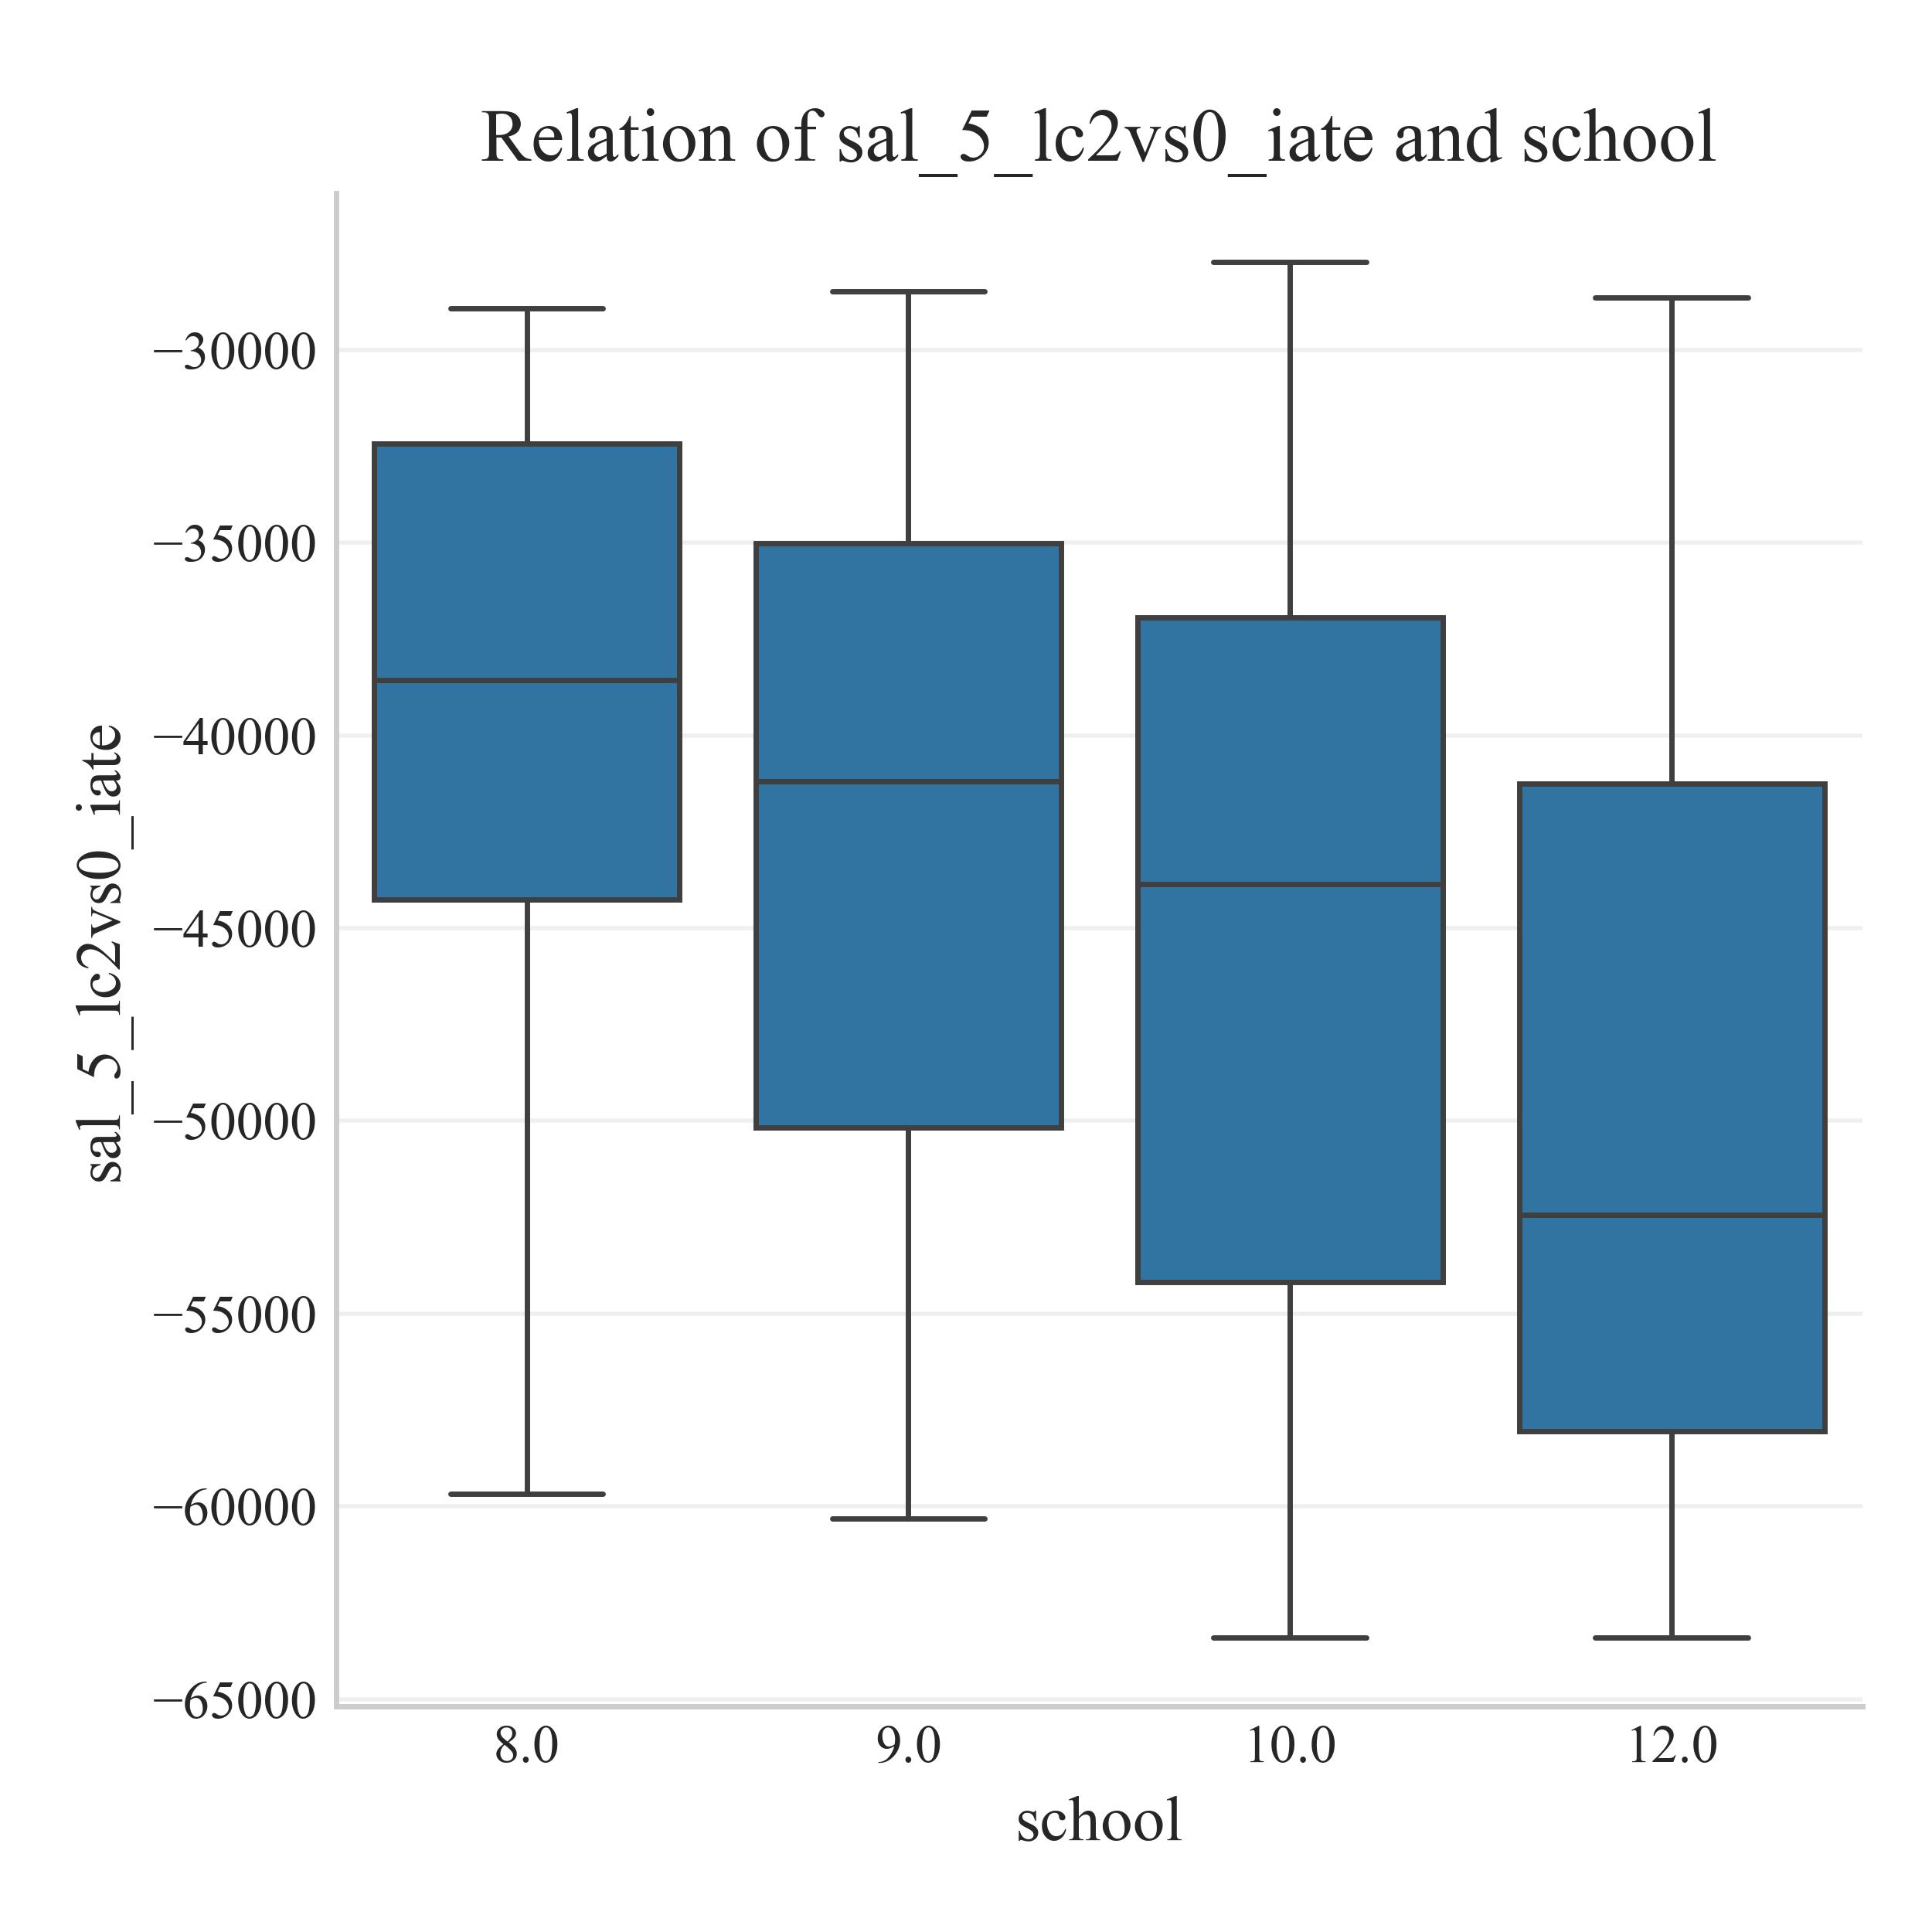 Relation of sal_5_lc2vs0_iate and school
sal_5_lc2vs0_iate
−30000
−35000
−40000
−45000
−50000
−55000
−60000
−65000
8.0 9.0 10.0 12.0
school